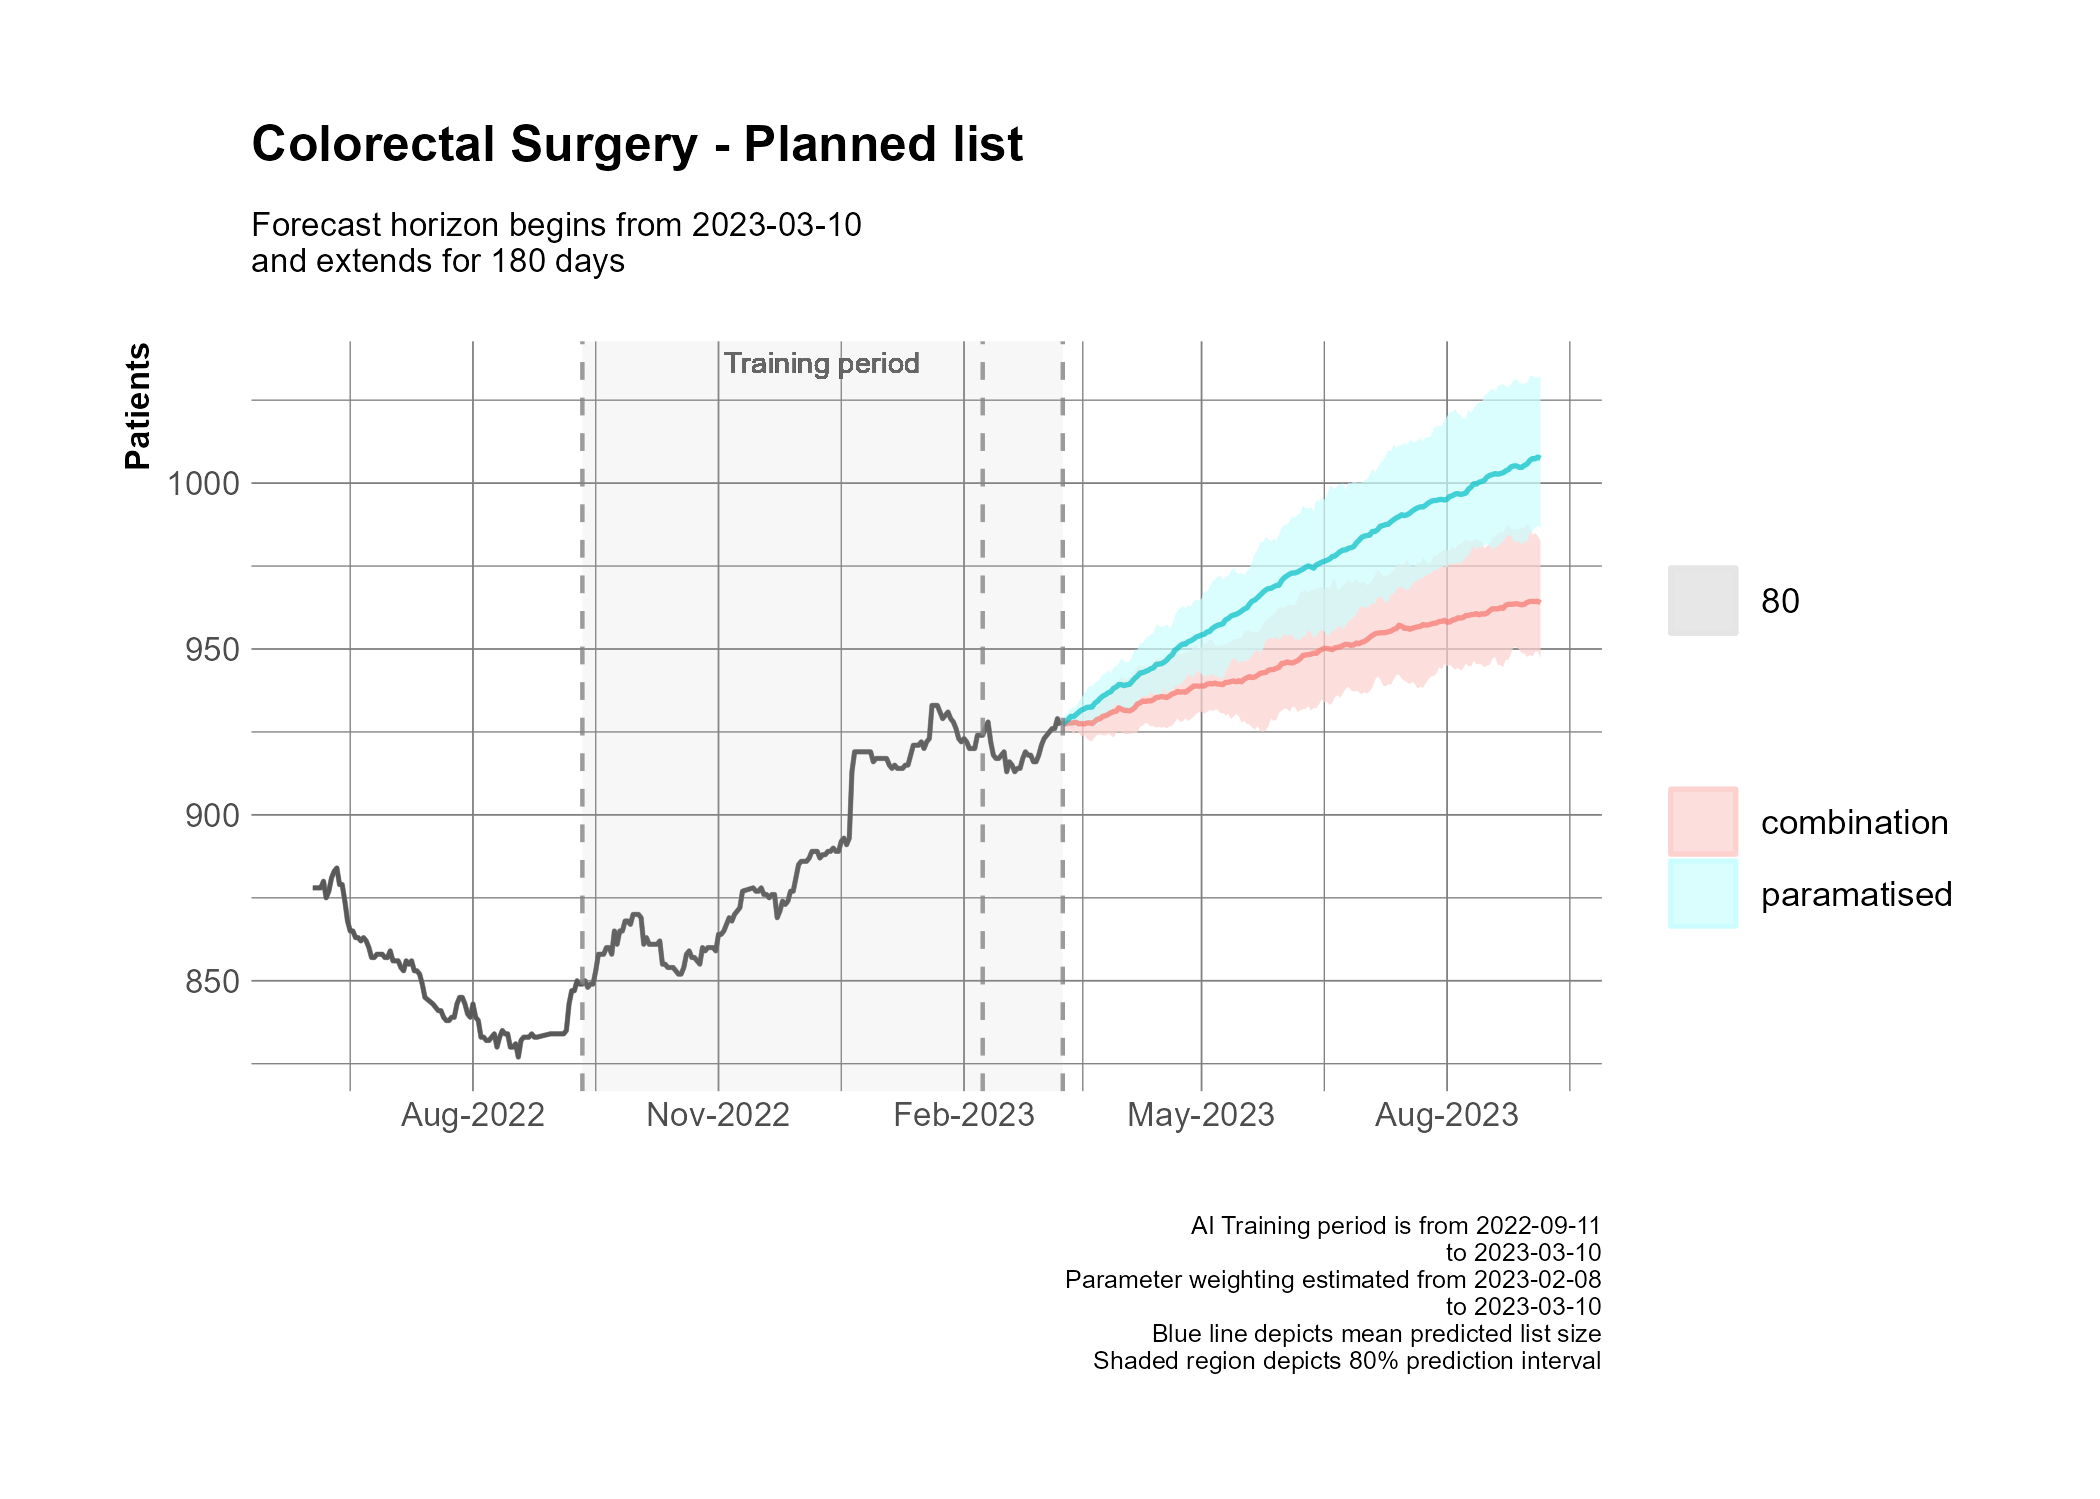 Colorectal Surgery - Planned list
Forecast horizon begins from 2023-03-10
and extends for 180 days
Patients
Training period
1000
950
900
850
Aug-2022
Nov-2022
Feb-2023
May-2023
Aug-2023
80
combination
paramatised
AI Training period is from 2022-09-11
to 2023-03-10
Parameter weighting estimated from 2023-02-08
to 2023-03-10
Blue line depicts mean predicted list size
Shaded region depicts 80% prediction interval